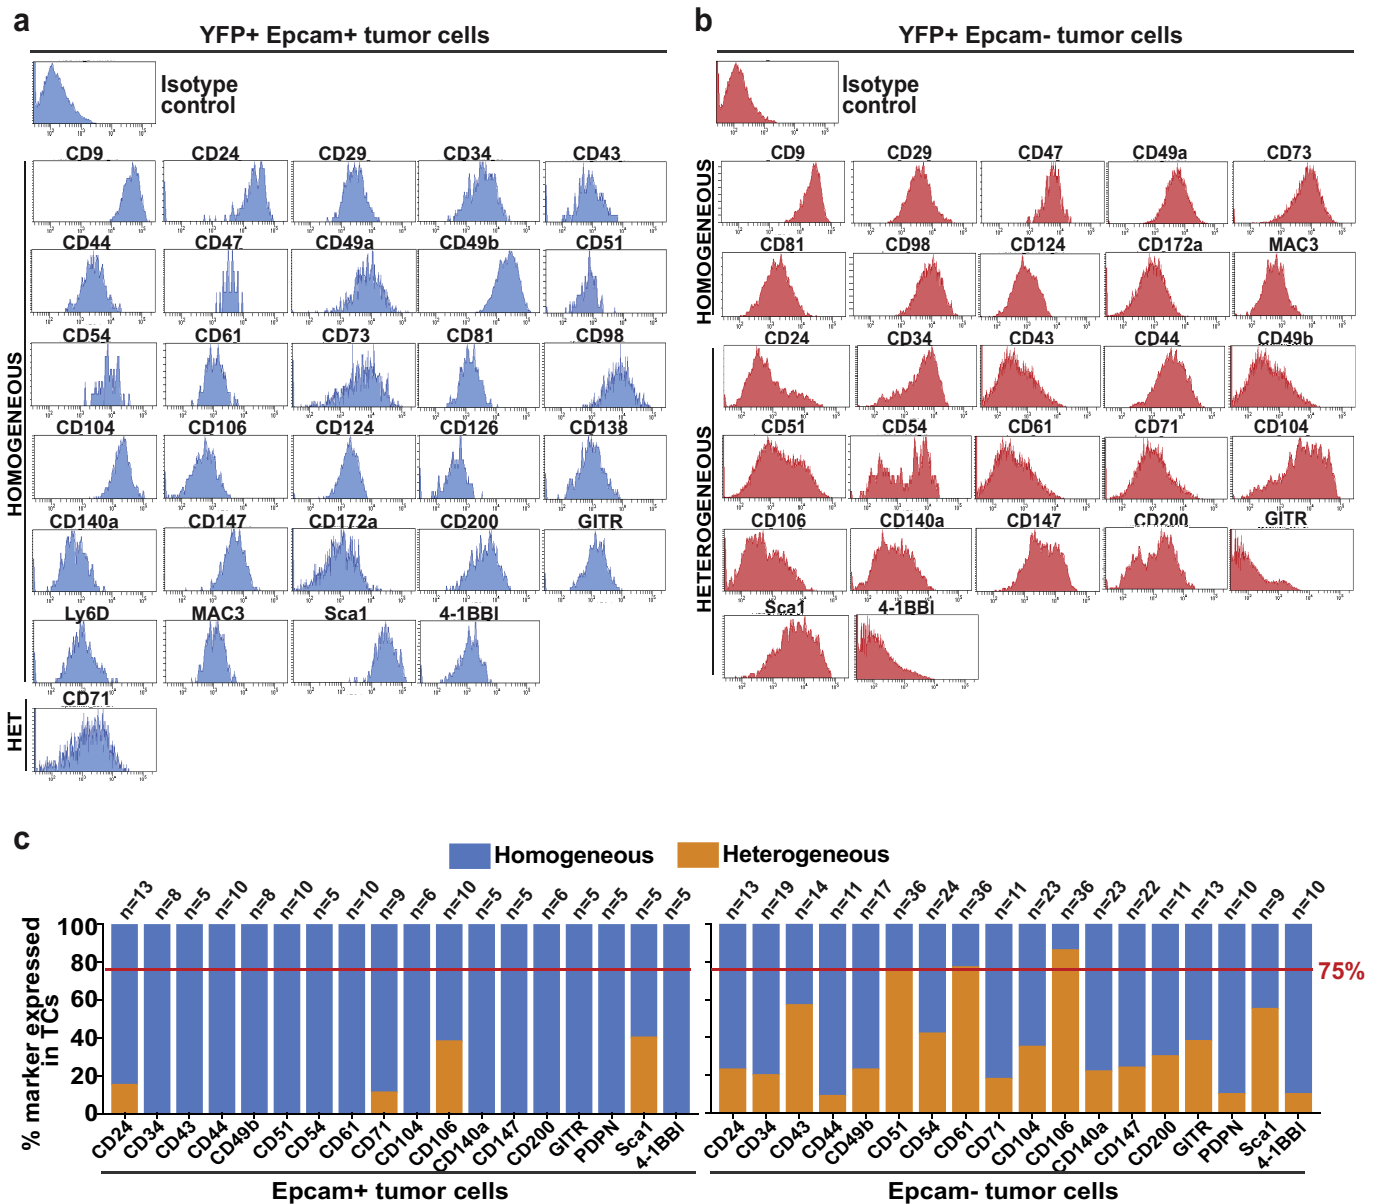 a
YFP+ Epcam+ tumor cells
Isotype
control
HOMOGENEOUS
CD9 CD24 CD29 CD34 CD43
CD44 CD47 CD49a CD49b CD51
CD54 CD61 CD73 CD81 CD98
CD104 CD106 CD124 CD126 CD138
CD140a CD147 CD172a CD200 GITR
Ly6D MAC3 Sca1 4-1BBl
HET
CD71
b
YFP+ Epcam- tumor cells
Isotype
control
HOMOGENEOUS
CD9 CD29 CD47 CD49a CD73
CD81 CD98 CD124 CD172a MAC3
HETEROGENEOUS
CD24 CD34 CD43 CD44 CD49b
CD51 CD54 CD61 CD71 CD104
CD106 CD140a CD147 CD200 GITR
Sca1 4-1BBl
c
Homogeneous Heterogeneous
n=13 n=8 n=5 n=10 n=8 n=10 n=5 n=10 n=9 n=6 n=10 n=5 n=5 n=6 n=5 n=5 n=5 n=5
n=13 n=19 n=14 n=11 n=17 n=36 n=24 n=36 n=11 n=23 n=36 n=23 n=22 n=11 n=13 n=10 n=9 n=10
% marker expressed
in TCs
100
80
60
40
20
0
75%
CD24 CD34 CD43 CD44 CD49b CD51 CD54 CD61 CD71 CD104 CD106 CD140a CD147 CD200 GITR PDPN Sca1 4-1BBl
CD24 CD34 CD43 CD44 CD49b CD51 CD54 CD61 CD71 CD104 CD106 CD140a CD147 CD200 GITR PDPN Sca1 4-1BBl
Epcam+ tumor cells
Epcam- tumor cells